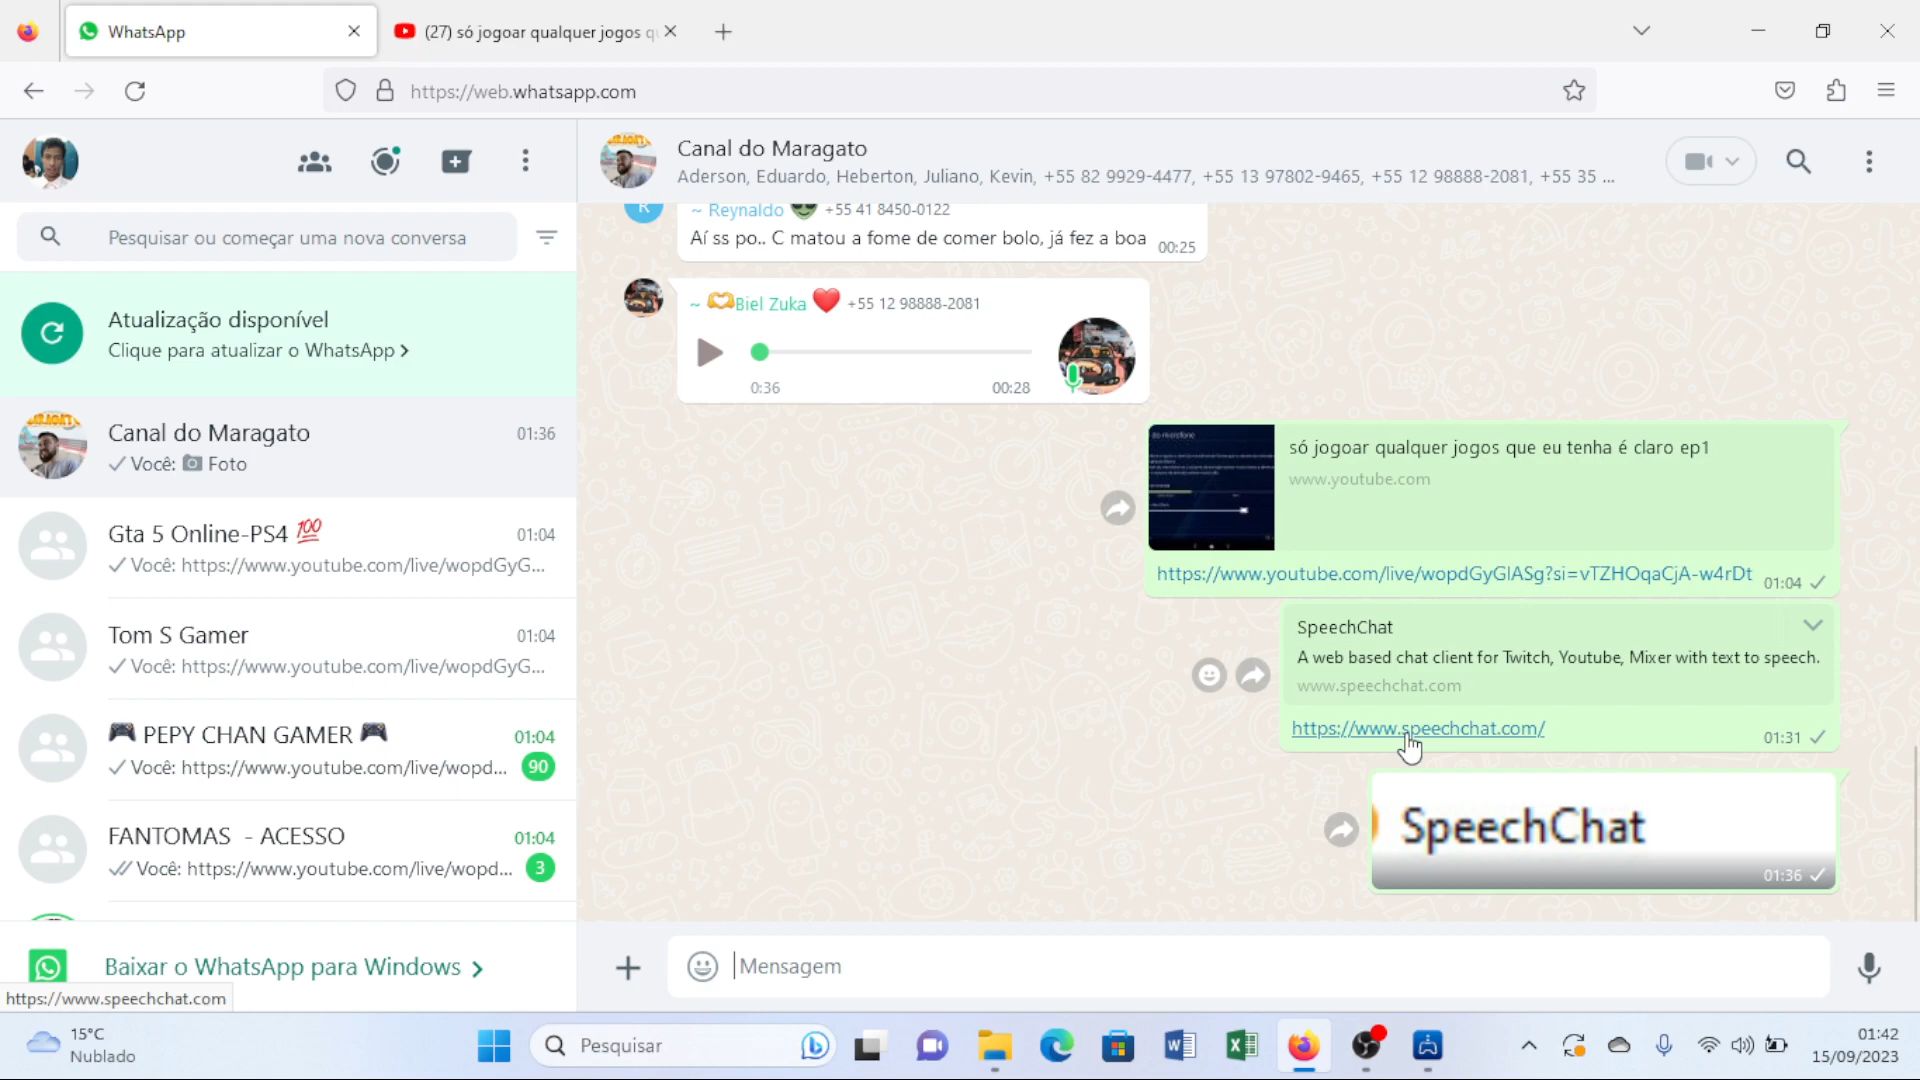 WhatsApp
(27) só jogoar qualquer jogos q
https://web.whatsapp.com
Canal do Maragato
Aderson, Eduardo, Heberton, Juliano, Kevin, +55 82 9929-4477, +55 13 97802-9465, +55 12 98888-2081, +55 35 ...
Pesquisar ou começar uma nova conversa
Atualização disponível
Clique para atualizar o WhatsApp >
Canal do Maragato 01:36
Você: Foto
Gta 5 Online-PS4 💯 01:04
Você: https://www.youtube.com/live/wopdGyG...
Tom S Gamer 01:04
Você: https://www.youtube.com/live/wopdGyG...
🎮 PEPY CHAN GAMER 🎮 01:04
Você: https://www.youtube.com/live/wopd... 90
FANTOMAS - ACESSO 01:04
Você: https://www.youtube.com/live/wopd... 3
Baixar o WhatsApp para Windows >
https://www.speechchat.com
R
~ Reynaldo 👽 +55 41 8450-0122
Aí ss po.. C matou a fome de comer bolo, já fez a boa 00:25
~ 🫶Biel Zuka ❤️ +55 12 98888-2081
0:36 00:28
só jogoar qualquer jogos que eu tenha é claro ep1
www.youtube.com
https://www.youtube.com/live/wopdGyGlASg?si=vTZHOqaCjA-w4rDt 01:04
SpeechChat
A web based chat client for Twitch, Youtube, Mixer with text to speech.
www.speechchat.com
https://www.speechchat.com/ 01:31
SpeechChat
01:36
Mensagem
15°C
Nublado
Pesquisar
01:42
15/09/2023